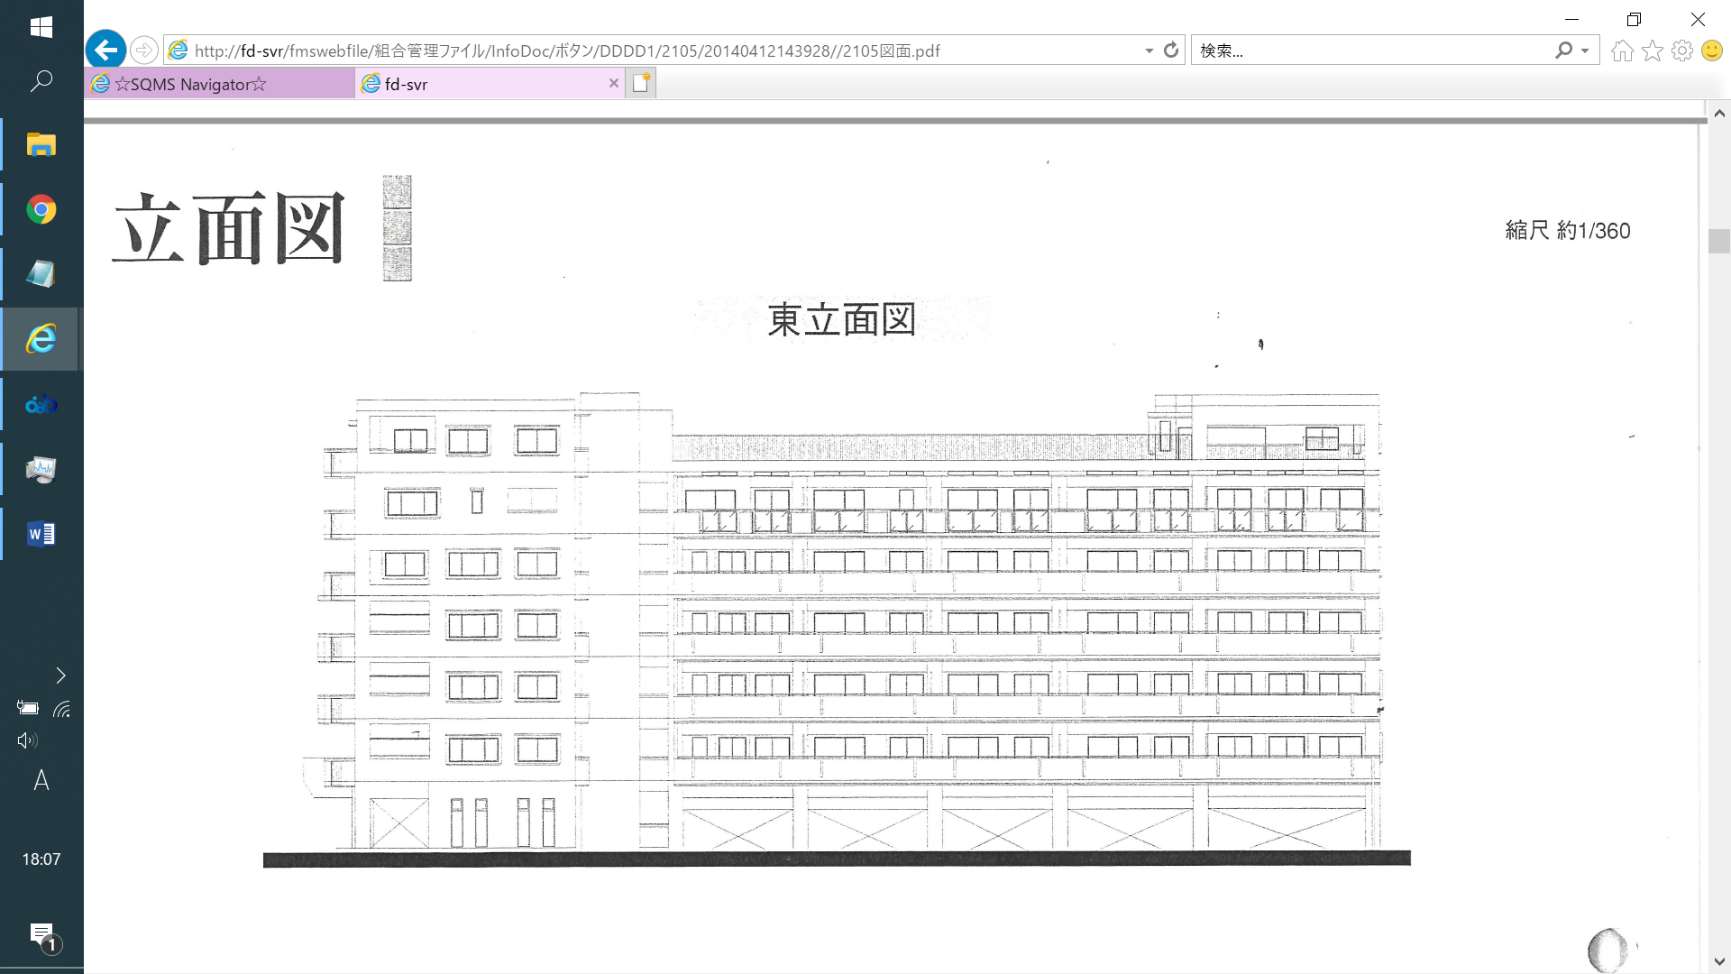 http://fd-svr/fmswebfile/組合管理ファイル/InfoDoc/ボタン/DDDD1/2105/20140412143928//2105図面.pdf
検索...
☆SQMS Navigator☆
fd-svr
立面図
縮尺 約1/360
東立面図
A
18:07
1